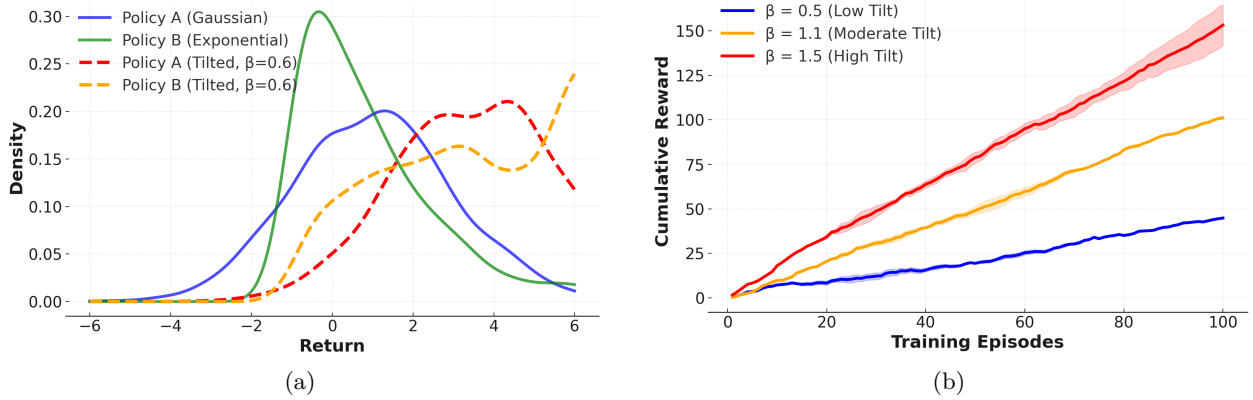 Policy A (Gaussian)
Policy B (Exponential)
Policy A (Tilted, β=0.6)
Policy B (Tilted, β=0.6)
0.30
0.25
0.20
0.15
0.10
0.05
0.00
Density
−6 −4 −2 0 2 4 6
Return
(a)
β = 0.5 (Low Tilt)
β = 1.1 (Moderate Tilt)
β = 1.5 (High Tilt)
150
125
100
75
50
25
0
Cumulative Reward
0 20 40 60 80 100
Training Episodes
(b)